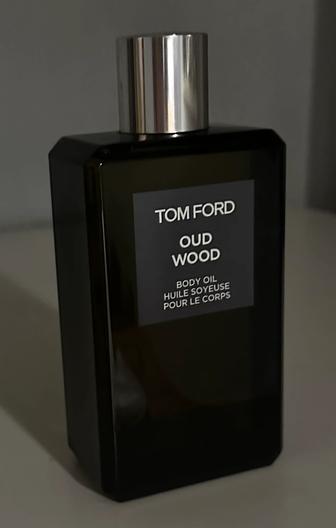 TOM FORD
OUD
WOOD
BODY OIL
HUILE SOYEUSE
POUR LE CORPS